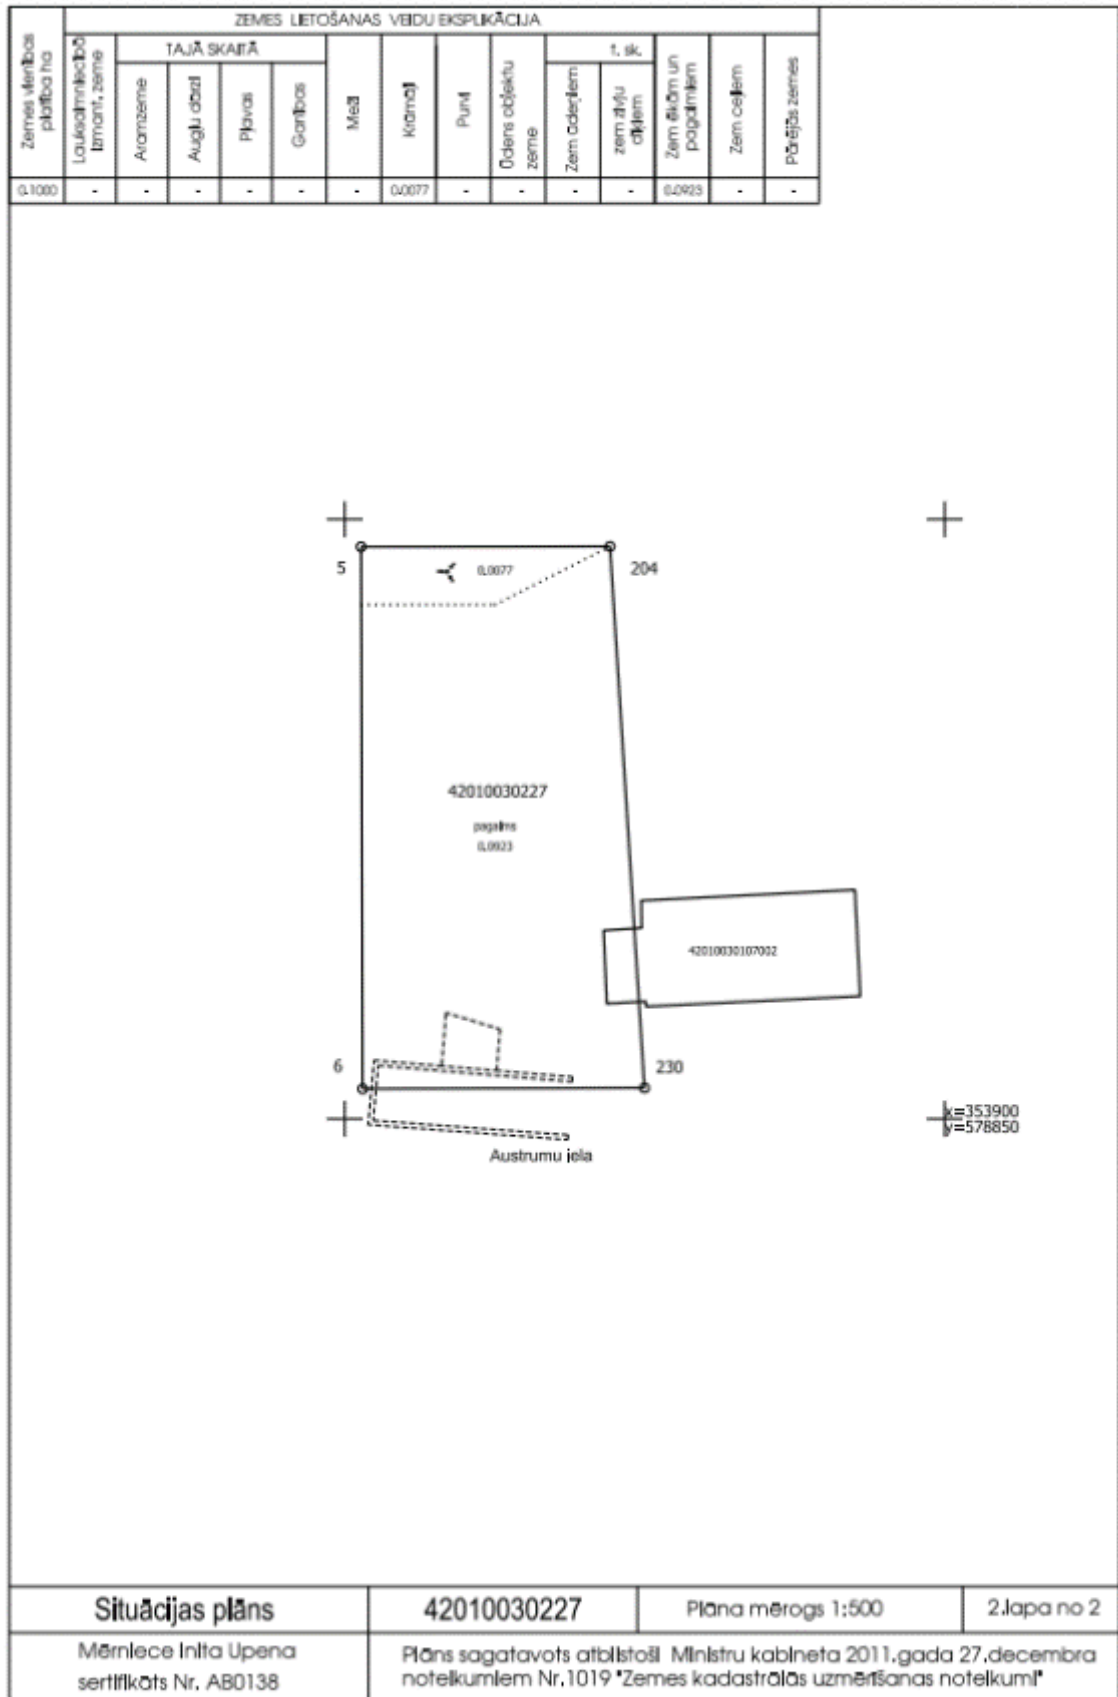 ZEMES LIETOŠANAS VEIDU EKSPLIKĀCIJA
Zemes vienības
platība ha
Lauksaimniecībā
izmant. zeme
TAJĀ SKAITĀ
Aramzeme
Augļu dārzi
Pļavas
Ganības
Meži
Krūmāji
Purvi
Ūdens objektu
zeme
t. sk.
Zem ūdeņiem
zem zivju
dīķiem
Zem ēkām un
pagalmiem
Zem ceļiem
Pārējās zemes
0.1000 - - - - - - 0.0077 - - - - 0.0923 - -
5
0.0077
204
42010030227
pagalms
0.0923
42010030107002
6
230
x=353900
y=578850
Austrumu iela
Situācijas plāns
42010030227
Plāna mērogs 1:500
2.lapa no 2
Mērniece Inita Upena
sertifikāts Nr. AB0138
Plāns sagatavots atbilstoši Ministru kabineta 2011.gada 27.decembra
noteikumiem Nr.1019 "Zemes kadastrālās uzmērīšanas noteikumi"